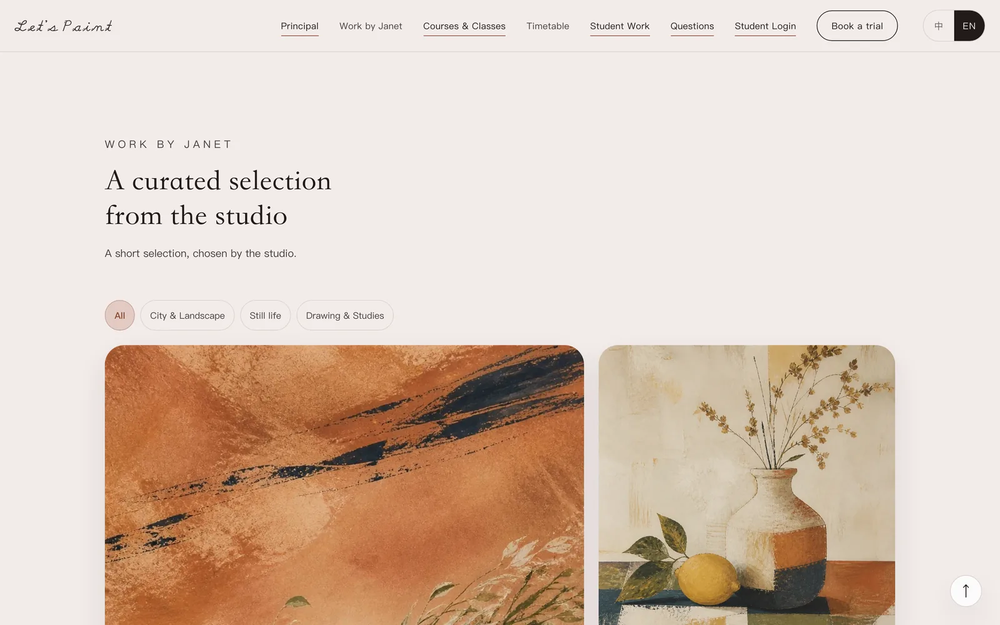 Let's Paint
Principal
Work by Janet
Courses & Classes
Timetable
Student Work
Questions
Student Login
Book a trial
中
EN
WORK BY JANET
A curated selection
from the studio
A short selection, chosen by the studio.
All
City & Landscape
Still life
Drawing & Studies
↑